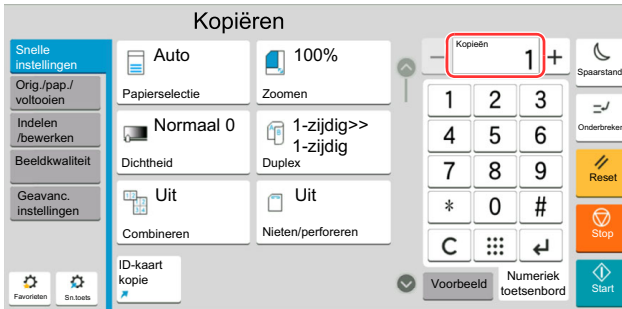 Kopiëren
Snelle
instellingen
Orig./pap./
voltooien
Indelen
/bewerken
Beeldkwaliteit
Geavanc.
instellingen
Favorieten
Sn.toets
Auto
Papierselectie
100%
Zoomen
Normaal 0
Dichtheid
1-zijdig>>
1-zijdig
Duplex
Uit
Combineren
Uit
Nieten/perforeren
ID-kaart
kopie
Kopieën
− 1 +
1 2 3
4 5 6
7 8 9
* 0 #
C
Voorbeeld
Numeriek
toetsenbord
Spaarstand
Onderbreken
Reset
Stop
Start